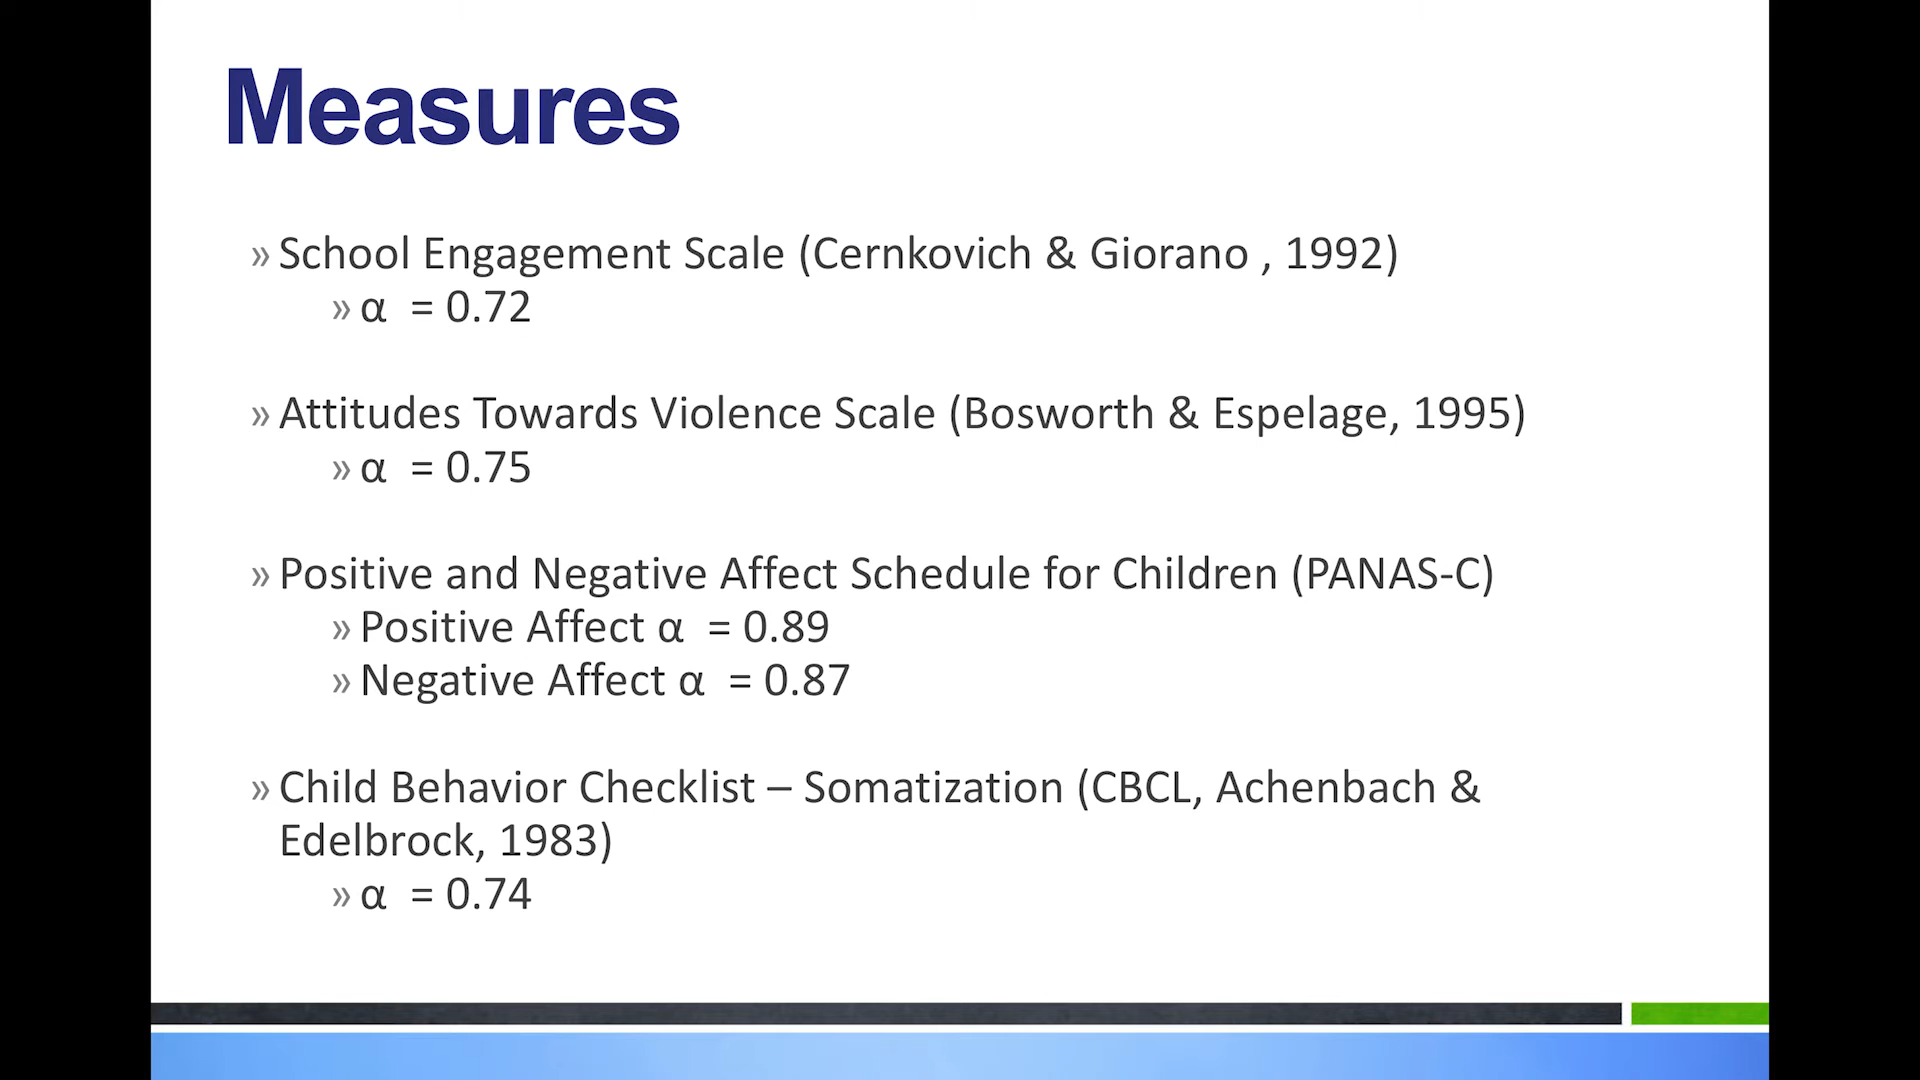 Measures
» School Engagement Scale (Cernkovich & Giorano , 1992)
» α  = 0.72
» Attitudes Towards Violence Scale (Bosworth & Espelage, 1995)
» α  = 0.75
» Positive and Negative Affect Schedule for Children (PANAS-C)
» Positive Affect α  = 0.89
» Negative Affect α  = 0.87
» Child Behavior Checklist – Somatization (CBCL, Achenbach &
Edelbrock, 1983)
» α  = 0.74